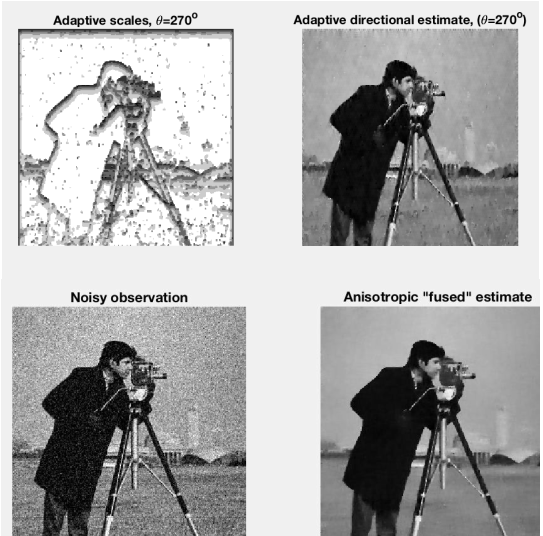 Adaptive scales, θ=270°
Adaptive directional estimate, (θ=270°)
Noisy observation
Anisotropic "fused" estimate